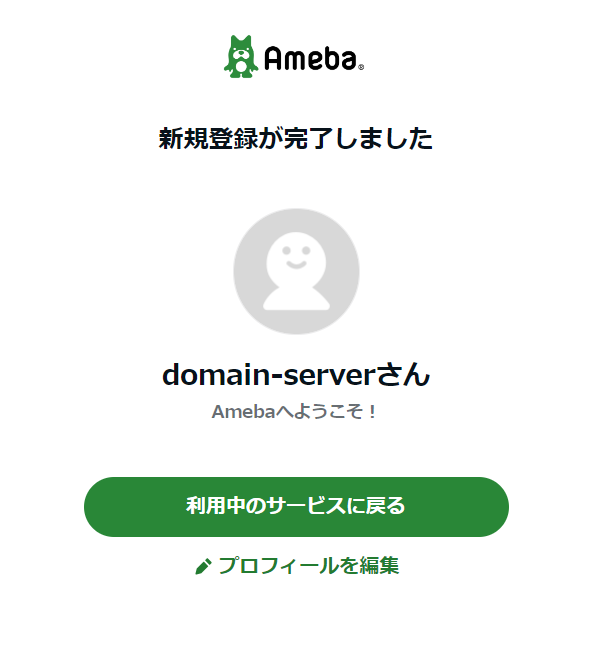 Ameba®
新規登録が完了しました
domain-serverさん
Amebaへようこそ！
利用中のサービスに戻る
プロフィールを編集